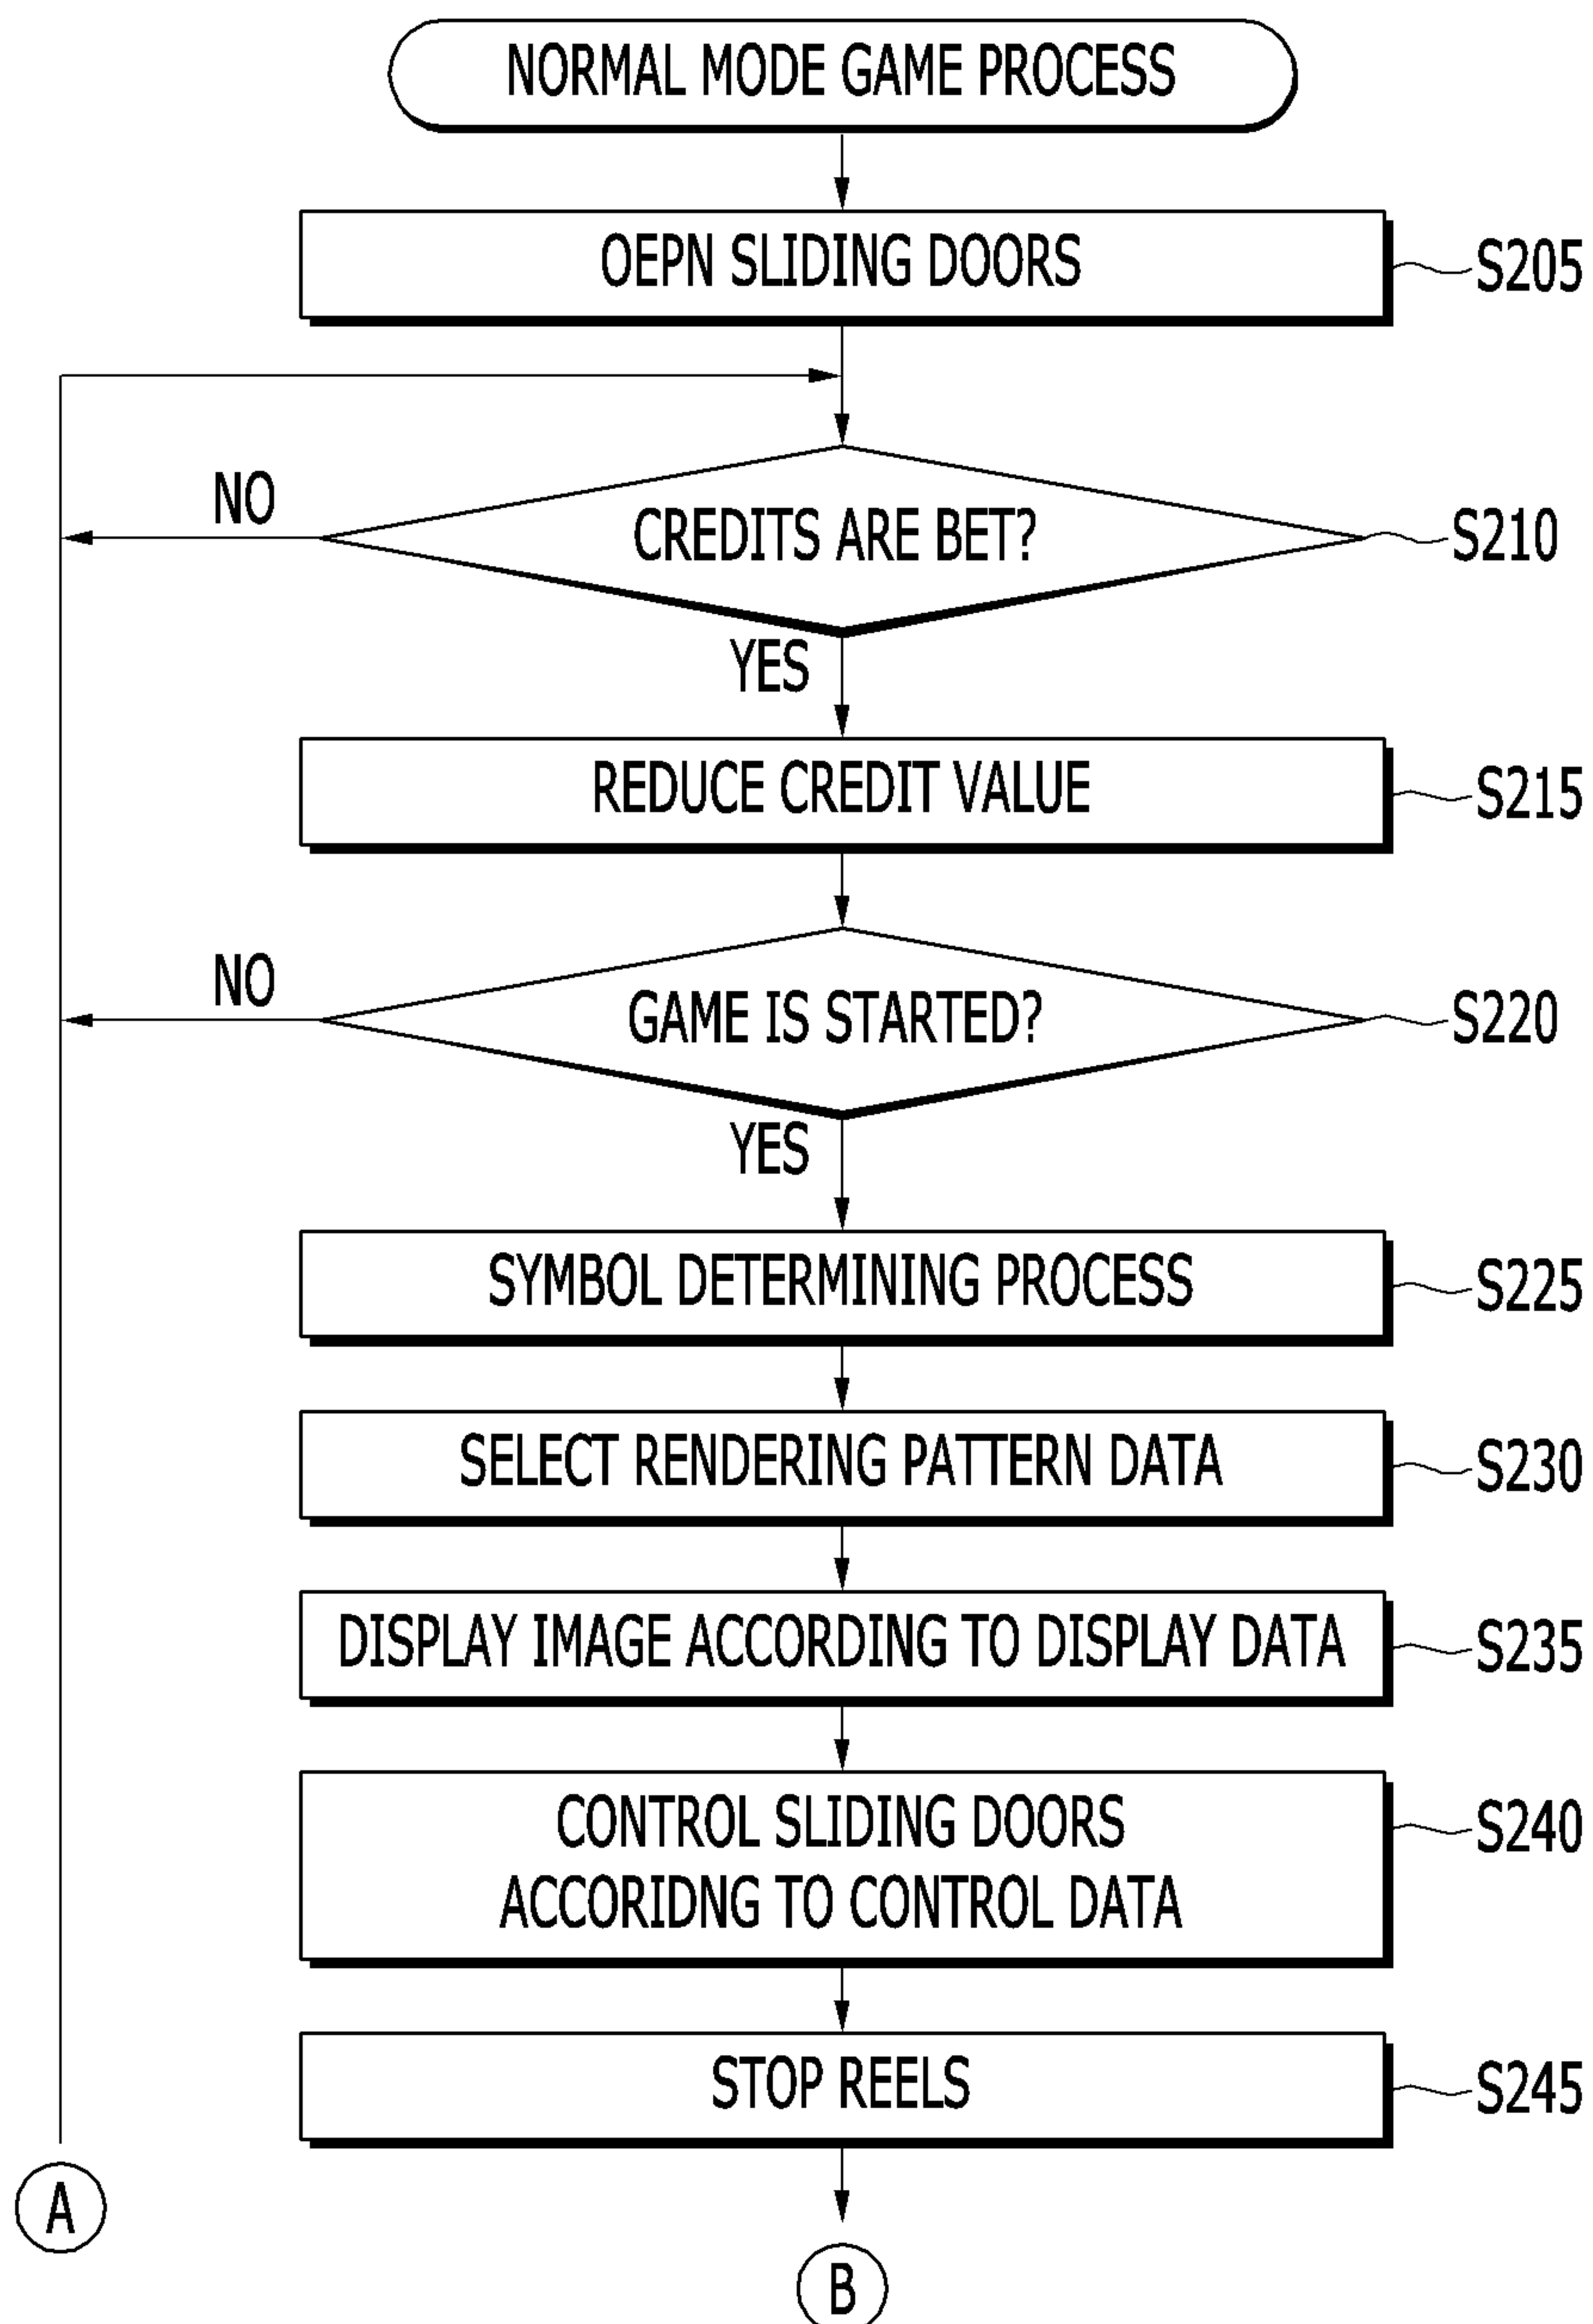 NORMAL MODE GAME PROCESS
OEPN SLIDING DOORS
S205
NO
CREDITS ARE BET?
S210
YES
REDUCE CREDIT VALUE
S215
NO
GAME IS STARTED?
S220
YES
SYMBOL DETERMINING PROCESS
S225
SELECT RENDERING PATTERN DATA
S230
DISPLAY IMAGE ACCORDING TO DISPLAY DATA
S235
CONTROL SLIDING DOORS
ACCORIDNG TO CONTROL DATA
S240
STOP REELS
S245
A
B